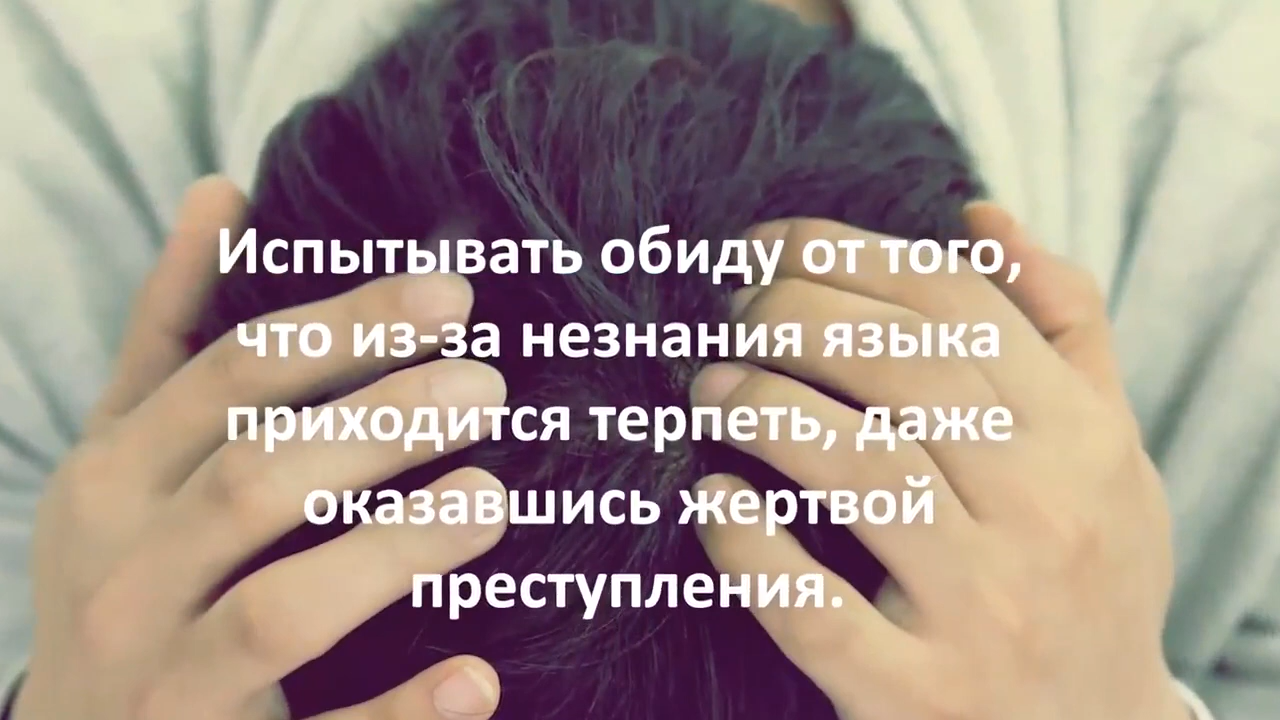 Испытывать обиду от того,
что из-за незнания языка
приходится терпеть, даже
оказавшись жертвой
преступления.